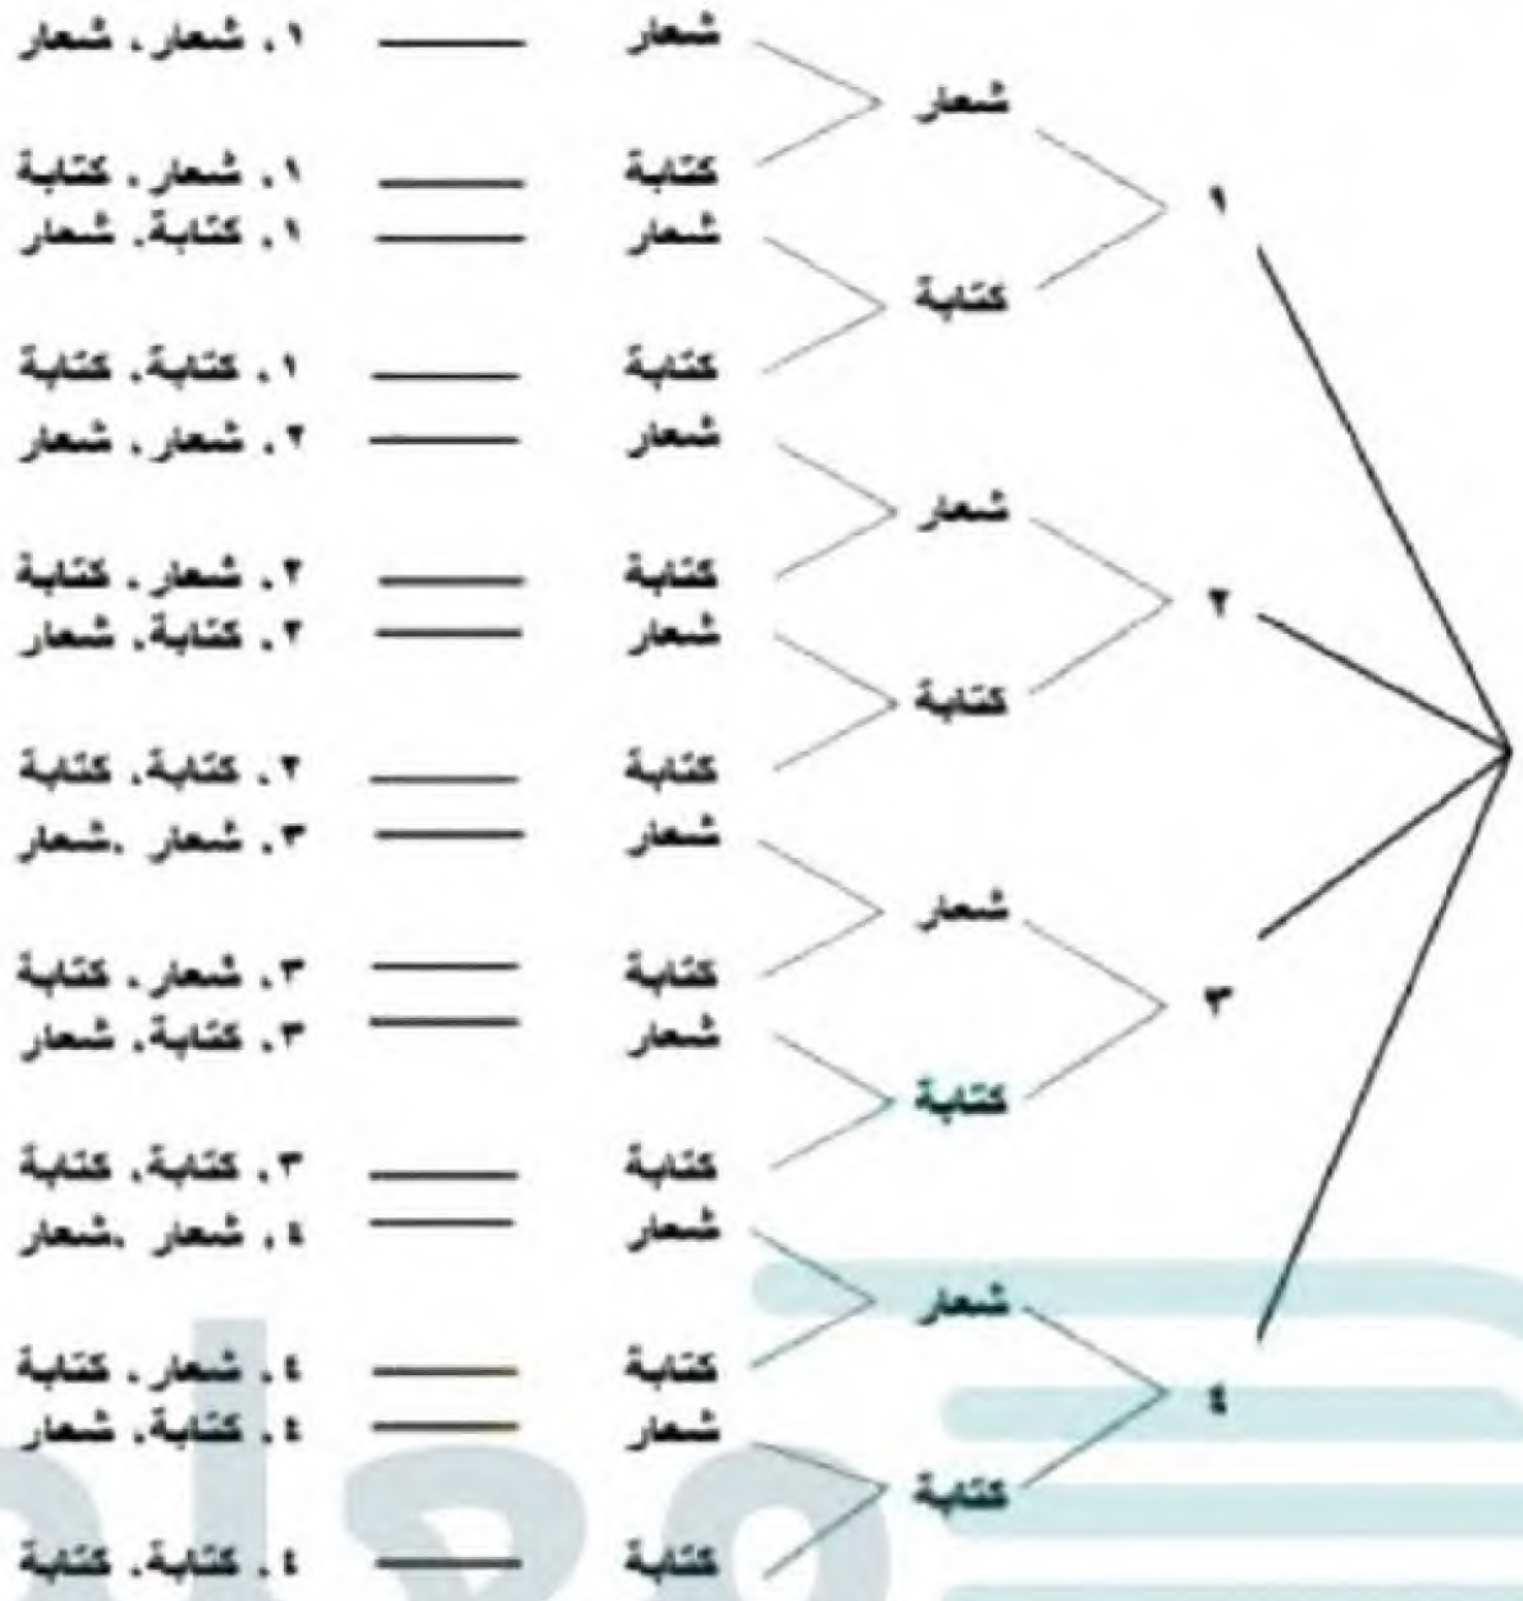 شعار
١، شعار، شعار
شعار
كتابة
١، شعار، كتابة
١
شعار
١، كتابة، شعار
كتابة
كتابة
١، كتابة، كتابة
شعار
٢، شعار، شعار
شعار
كتابة
٢، شعار، كتابة
٢
شعار
٢، كتابة، شعار
كتابة
كتابة
٢، كتابة، كتابة
شعار
٣، شعار ،شعار
شعار
كتابة
٣، شعار، كتابة
٣
شعار
٣، كتابة، شعار
كتابة
كتابة
٣، كتابة، كتابة
شعار
٤، شعار ،شعار
شعار
كتابة
٤، شعار، كتابة
٤
شعار
٤، كتابة، شعار
كتابة
كتابة
٤، كتابة، كتابة